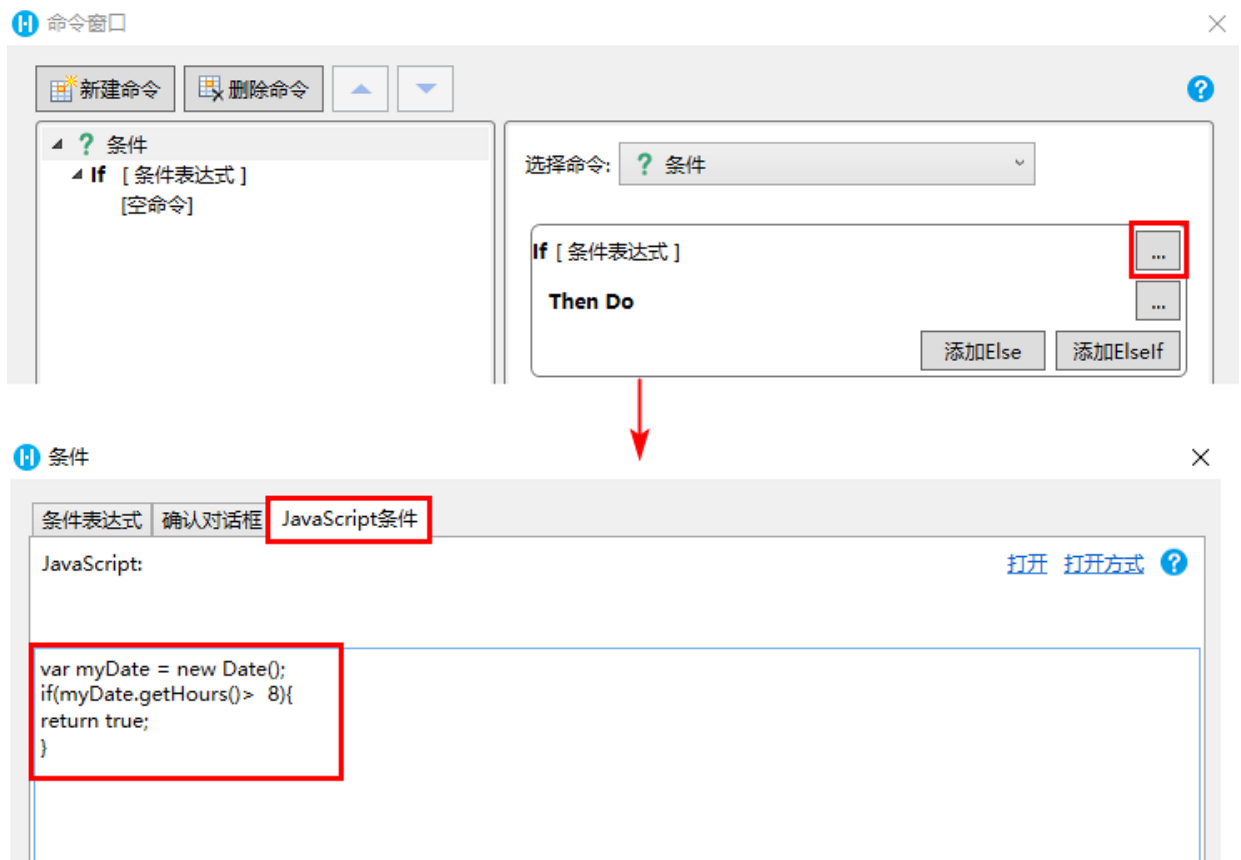 命令窗口
新建命令 删除命令
条件
If [ 条件表达式 ]
[空命令]
选择命令: ? 条件
If [ 条件表达式 ] ...
Then Do ...
添加Else 添加ElseIf
条件
条件表达式 确认对话框 JavaScript条件
JavaScript: 打开 打开方式
var myDate = new Date();
if(myDate.getHours()> 8){
return true;
}